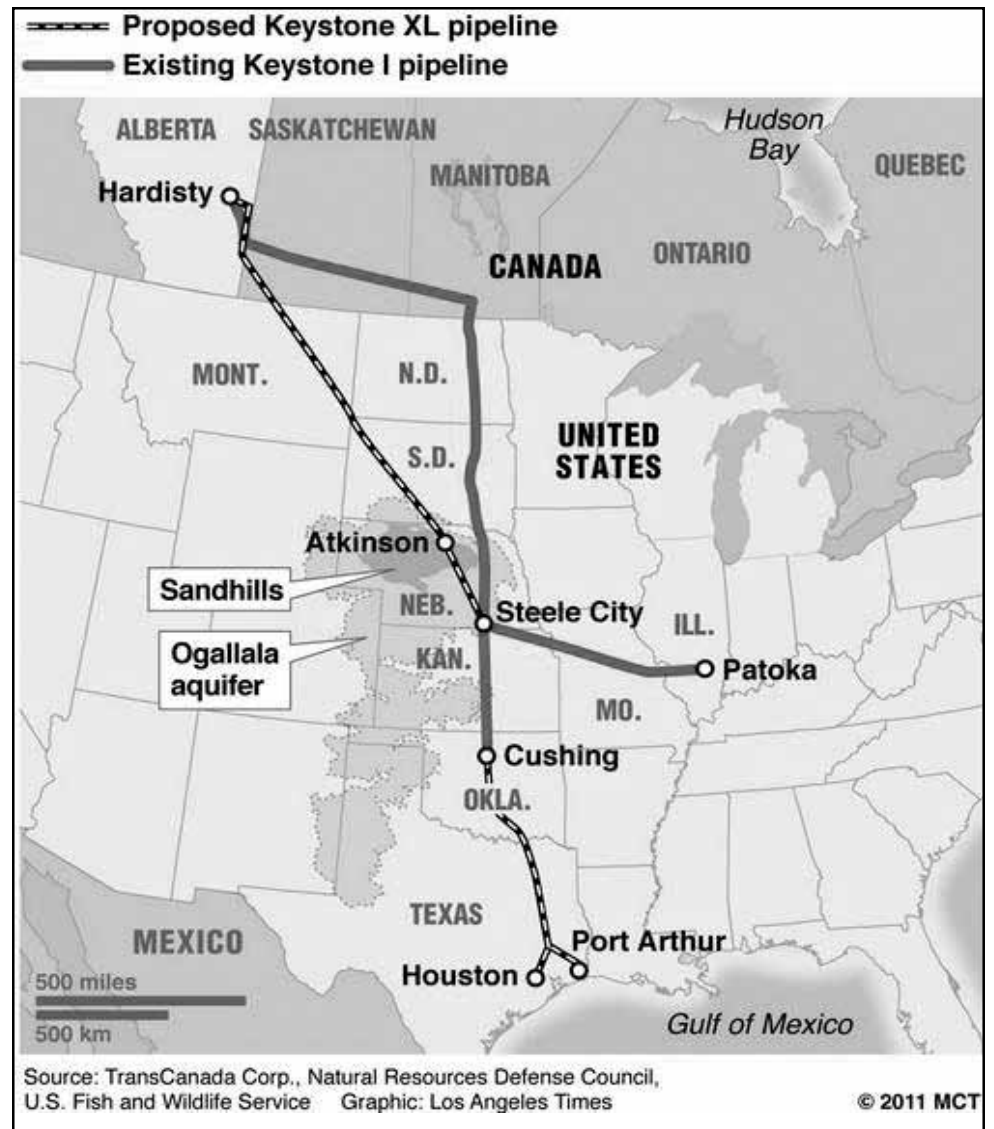 Proposed Keystone XL pipeline
Existing Keystone I pipeline
ALBERTA
SASKATCHEWAN
Hudson
Bay
QUEBEC
MANITOBA
Hardisty
ONTARIO
CANADA
MONT.
N.D.
UNITED
STATES
S.D.
Atkinson
Sandhills
NEB.
Steele City
ILL.
Ogallala
aquifer
KAN.
Patoka
MO.
Cushing
OKLA.
TEXAS
MEXICO
Port Arthur
Houston
500 miles
500 km
Gulf of Mexico
Source: TransCanada Corp., Natural Resources Defense Council,
U.S. Fish and Wildlife Service Graphic: Los Angeles Times
© 2011 MCT